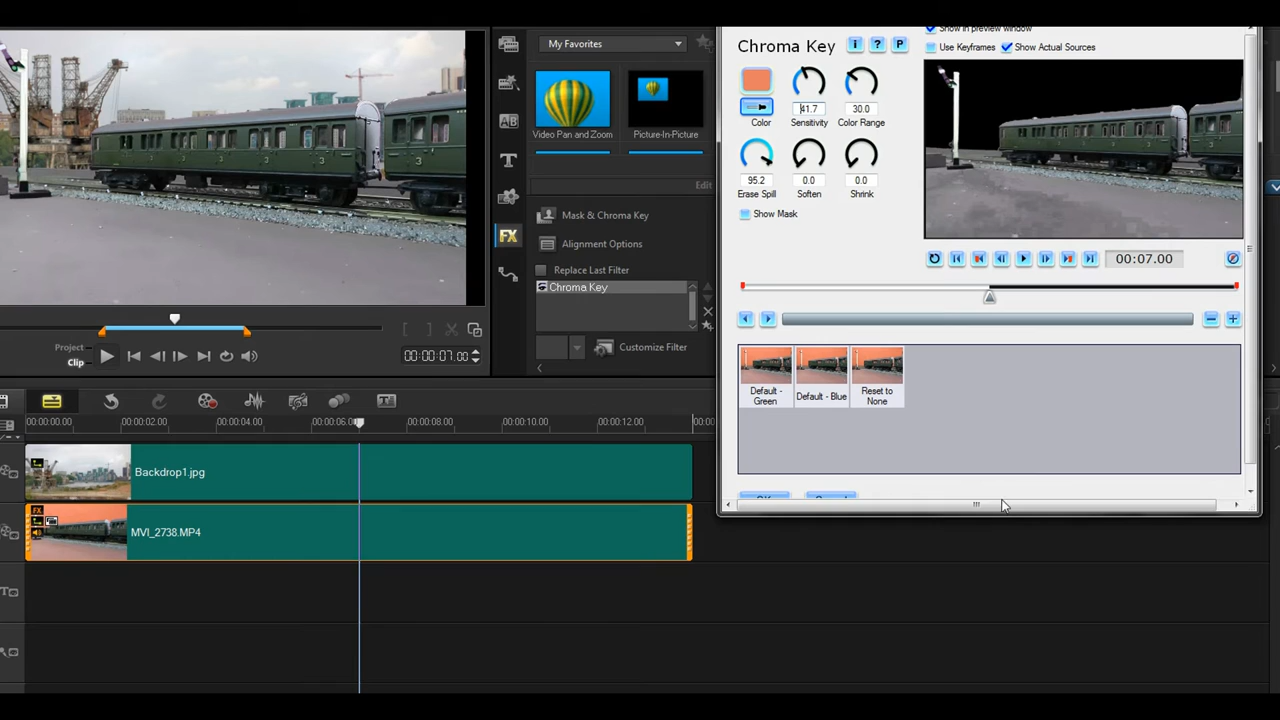 Show in preview window
My Favorites
Chroma Key
i ? P
Use Keyframes
Show Actual Sources
41.7
30.0
Video Pan and Zoom
Picture-In-Picture
Color
Sensitivity
Color Range
AB
T
95.2
0.0
0.0
Edit
Erase Spill
Soften
Shrink
Mask & Chroma Key
Show Mask
FX
Alignment Options
00:07.00
Replace Last Filter
Chroma Key
Project
Clip
00:00:07.00
Customize Filter
Default - Green
Default - Blue
Reset to None
00:00:00.00
00:00:02.00
00:00:04.00
00:00:06.00
00:00:08.00
00:00:10.00
00:00:12.00
Backdrop1.jpg
FX
MVI_2738.MP4